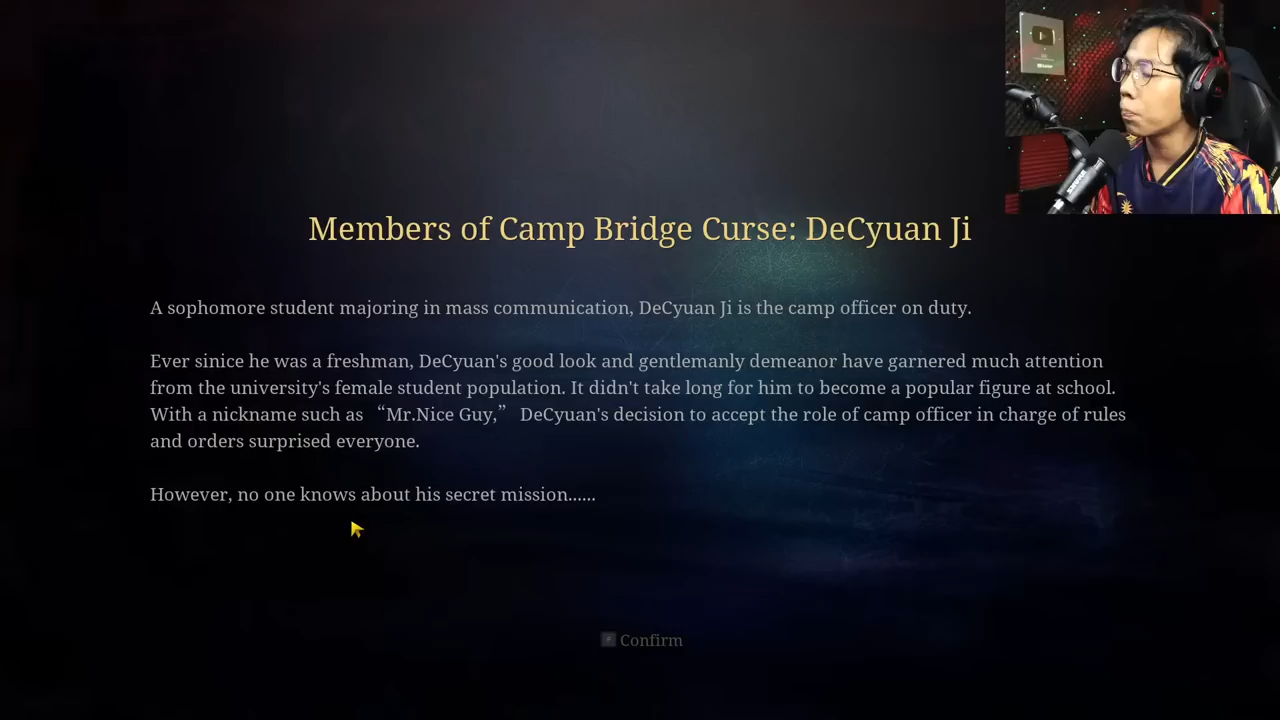 Members of Camp Bridge Curse: DeCyuan Ji
A sophomore student majoring in mass communication, DeCyuan Ji is the camp officer on duty.
Ever sinice he was a freshman, DeCyuan's good look and gentlemanly demeanor have garnered much attention
from the university's female student population. It didn't take long for him to become a popular figure at school.
With a nickname such as “Mr.Nice Guy,” DeCyuan's decision to accept the role of camp officer in charge of rules
and orders surprised everyone.
However, no one knows about his secret mission......
Confirm